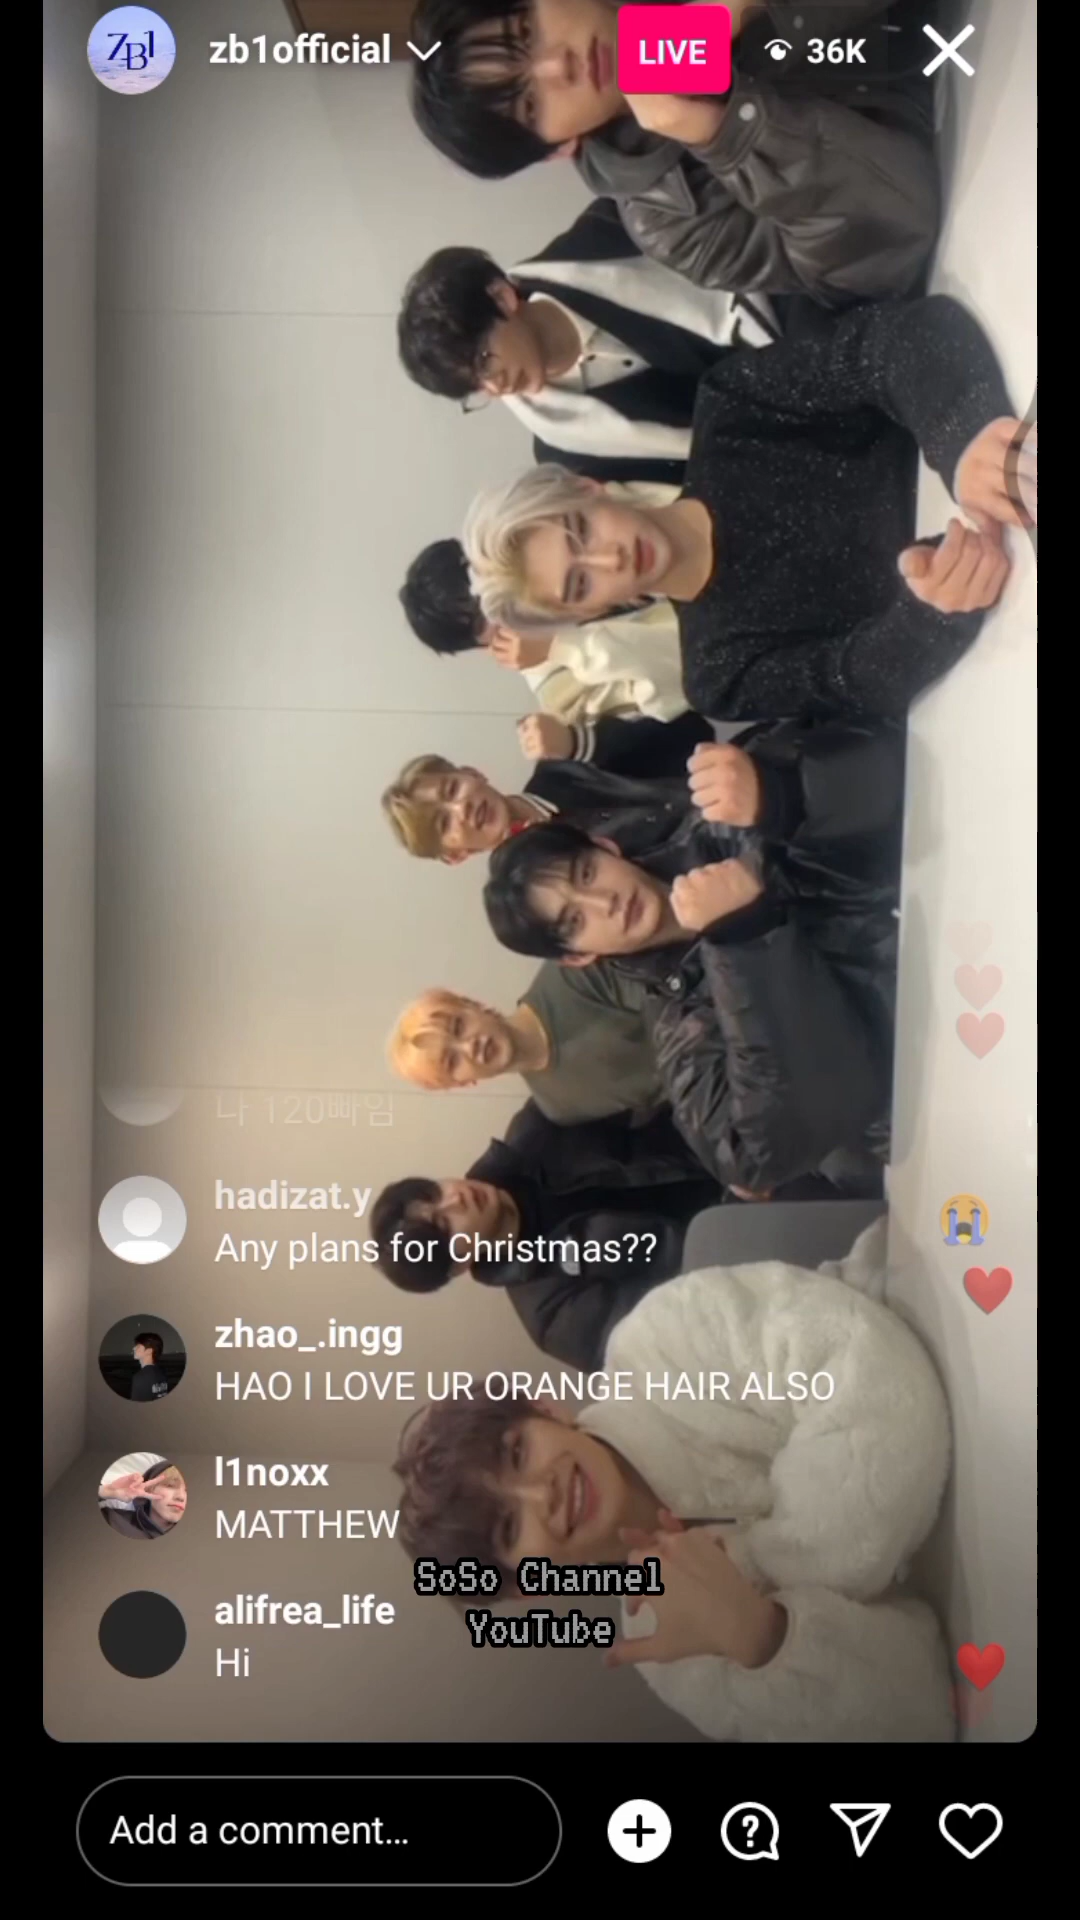 ZB1
zb1official
LIVE
36K
나 120빠임
hadizat.y
Any plans for Christmas??
zhao_.ingg
HAO I LOVE UR ORANGE HAIR ALSO
l1noxx
MATTHEW
SoSo Channel
YouTube
alifrea_life
Hi
Add a comment...